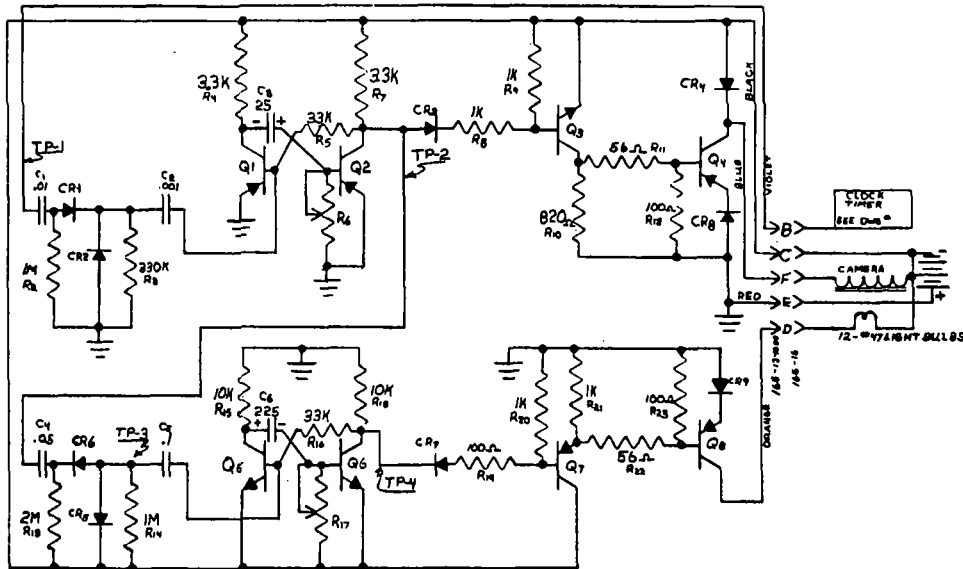 3.3K
R4
C3
25
-
+
33K
R5
3.3K
R7
1K
R9
CR3
1K
R8
Q1
Q2
R6
TP-2
Q3
56Ω R11
820Ω
R10
100Ω
R12
Q4
CR4
CR8
BLACK
BLUE
VIOLET
RED
ORANGE
TP-1
C1
.01
CR1
C2
.001
1M
R2
CR2
330K
R3
CLOCK
TIMER
SEE DWG
B
C
F
CAMERA
E
D
-
+
12-#47 LIGHT BULBS
165-16
10K
R15
C6
225
+
-
33K
R16
10K
R18
Q5
Q6
R17
TP-4
CR7
100Ω
R19
1K
R20
1K
R21
100Ω
R23
CR9
Q7
56Ω
R22
Q8
C4
.05
CR6
TP-3
2M
R13
CR5
1M
R14